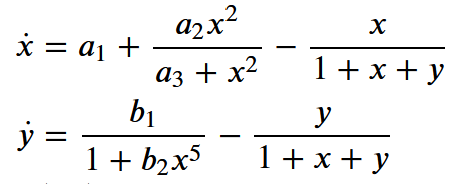 ẋ = a₁ + a₂x² / (a₃ + x²) − x / (1 + x + y)
ẏ = b₁ / (1 + b₂x⁵) − y / (1 + x + y)